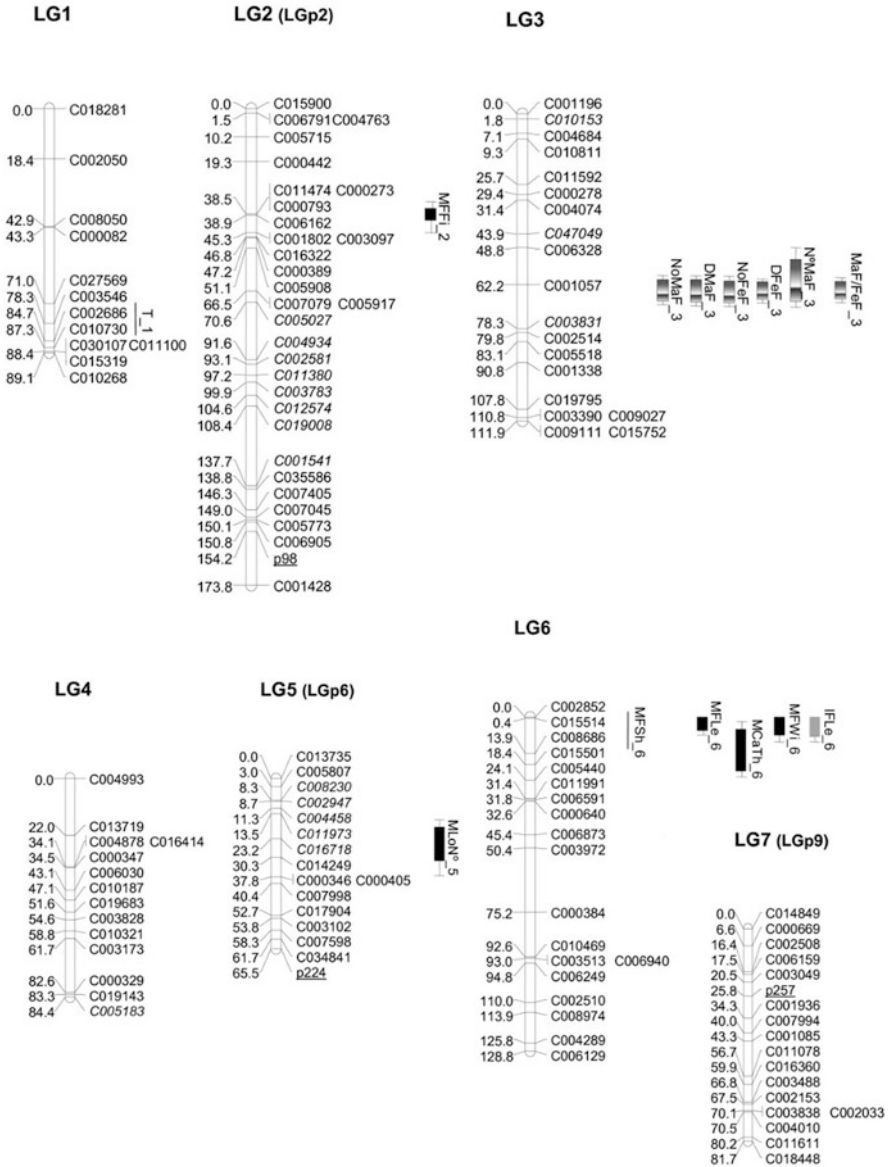 LG1
0.0 C018281
18.4 C002050
42.9 C008050
43.3 C000082
71.0 C027569
78.3 C003546
84.7 C002686
87.3 C010730
88.4 C030107 C011100
C015319
89.1 C010268
T_1
LG2 (LGp2)
0.0 C015900
1.5 C006791 C004763
10.2 C005715
19.3 C000442
C011474 C000273
38.5 C000793
38.9 C006162
45.3 C001802 C003097
46.8 C016322
47.2 C000389
51.1 C005908
66.5 C007079 C005917
70.6 C005027
91.6 C004934
93.1 C002581
97.2 C011380
99.9 C003783
104.6 C012574
108.4 C019008
137.7 C001541
138.8 C035586
146.3 C007405
149.0 C007045
150.1 C005773
150.8 C006905
154.2 p98
173.8 C001428
MFFi_2
LG3
0.0 C001196
1.8 C010153
7.1 C004684
9.3 C010811
25.7 C011592
29.4 C000278
31.4 C004074
43.9 C047049
48.8 C006328
62.2 C001057
78.3 C003831
79.8 C002514
83.1 C005518
90.8 C001338
107.8 C019795
110.8 C003390 C009027
111.9 C009111 C015752
NoMaF_3
DMaF_3
NoFeF_3
DFeF_3
NºMaF_3
MaF/FeF_3
LG4
0.0 C004993
22.0 C013719
34.1 C004878 C016414
34.5 C000347
43.1 C006030
47.1 C010187
51.6 C019683
54.6 C003828
58.8 C010321
61.7 C003173
82.6 C000329
83.3 C019143
84.4 C005183
LG5 (LGp6)
0.0 C013735
3.0 C005807
8.3 C008230
8.7 C002947
11.3 C004458
13.5 C011973
23.2 C016718
30.3 C014249
37.8 C000346 C000405
40.4 C007998
52.7 C017904
53.8 C003102
58.3 C007598
61.7 C034841
65.5 p224
MLoNº_5
LG6
0.0 C002852
0.4 C015514
13.9 C008686
18.4 C015501
24.1 C005440
31.4 C011991
31.8 C006591
32.6 C000640
45.4 C006873
50.4 C003972
75.2 C000384
92.6 C010469
93.0 C003513 C006940
94.8 C006249
110.0 C002510
113.9 C008974
125.8 C004289
128.8 C006129
MFSh_6
MFLe_6
MCaTh_6
MFWi_6
IFLe_6
LG7 (LGp9)
0.0 C014849
6.6 C000669
16.4 C002508
17.5 C006159
20.5 C003049
25.8 p257
34.3 C001936
40.0 C007994
43.3 C001085
56.7 C011078
59.9 C016360
66.8 C003488
67.5 C002153
70.1 C003838 C002033
70.5 C004010
80.2 C011611
81.7 C018448